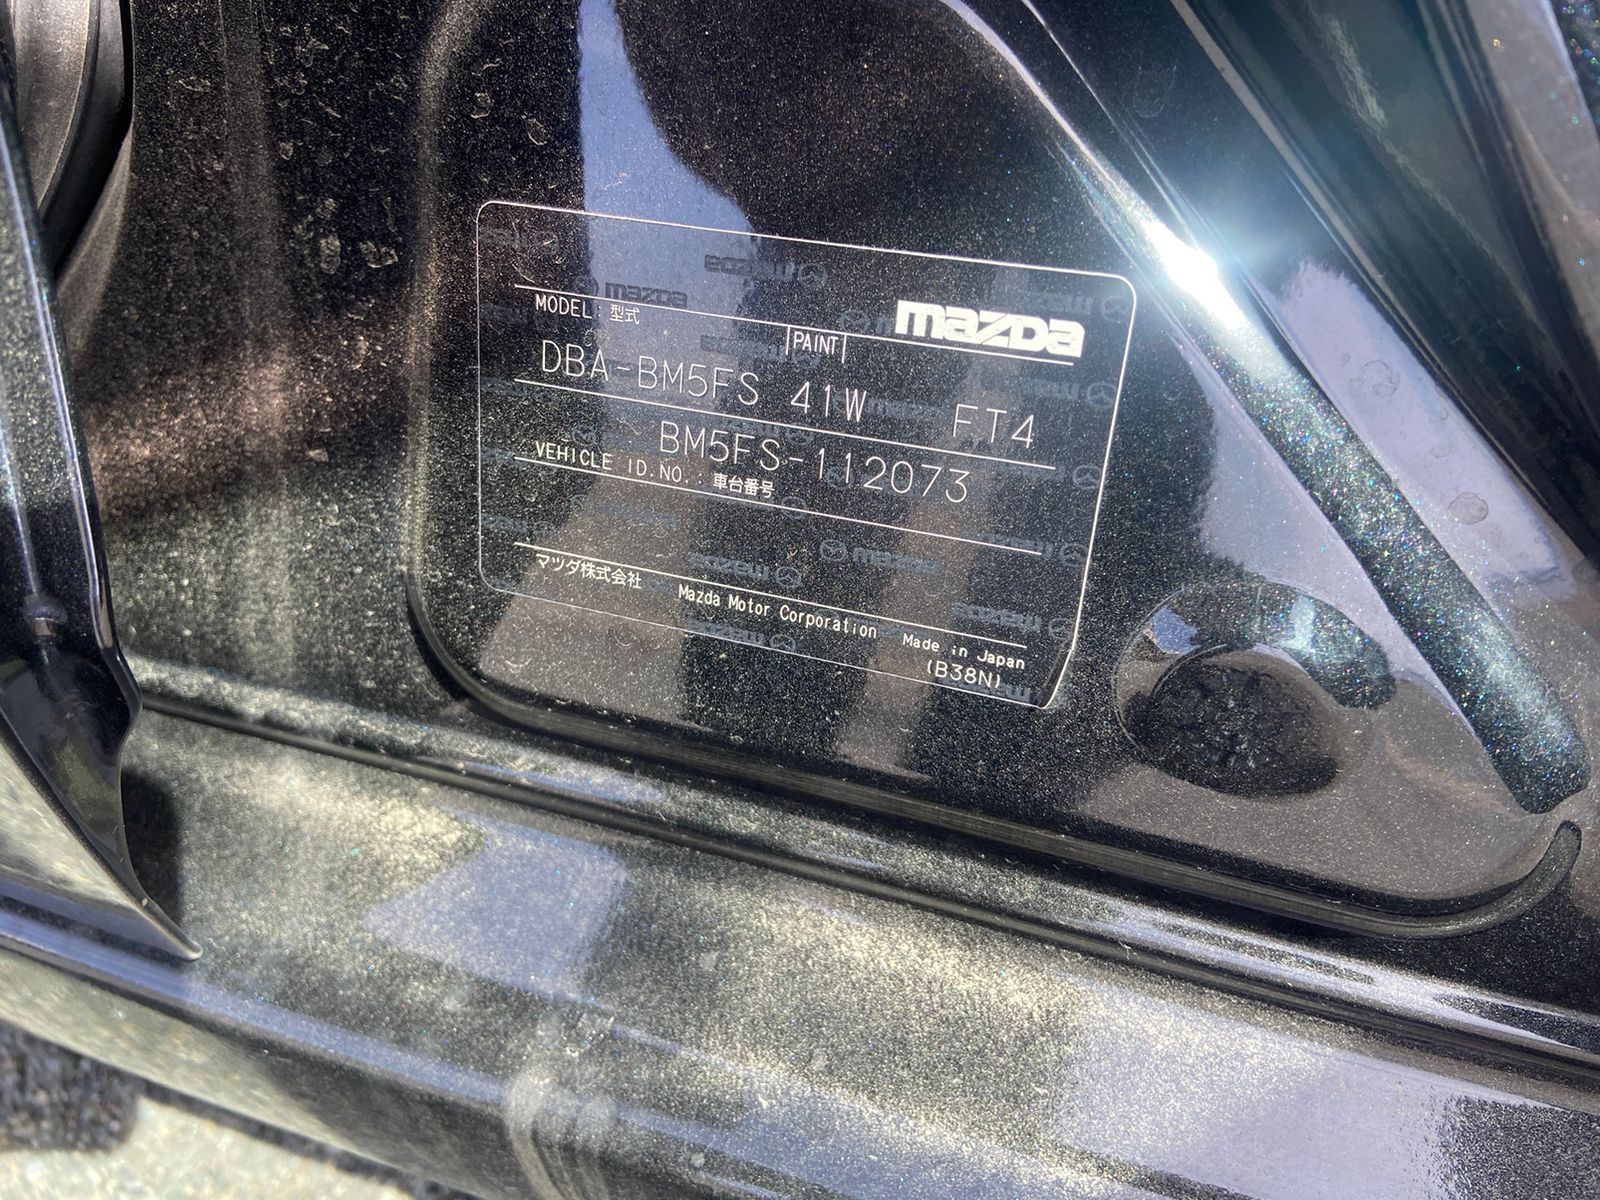 mazda
MODEL : 型式
PAINT
DBA-BM5FS 41W FT4
BM5FS-112073
VEHICLE ID.NO. : 車台番号
マツダ株式会社 Mazda Motor Corporation Made in Japan
(B38N)